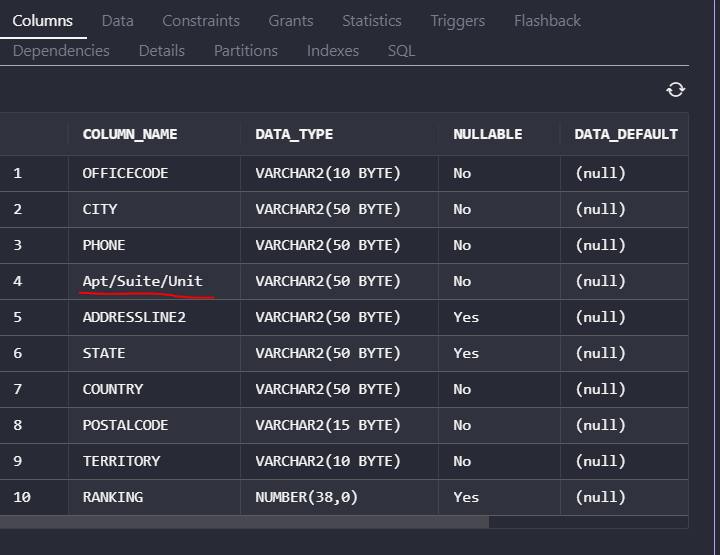 Columns Data Constraints Grants Statistics Triggers Flashback
Dependencies Details Partitions Indexes SQL
COLUMN_NAME DATA_TYPE NULLABLE DATA_DEFAULT
1 OFFICECODE VARCHAR2(10 BYTE) No (null)
2 CITY VARCHAR2(50 BYTE) No (null)
3 PHONE VARCHAR2(50 BYTE) No (null)
4 Apt/Suite/Unit VARCHAR2(50 BYTE) No (null)
5 ADDRESSLINE2 VARCHAR2(50 BYTE) Yes (null)
6 STATE VARCHAR2(50 BYTE) Yes (null)
7 COUNTRY VARCHAR2(50 BYTE) No (null)
8 POSTALCODE VARCHAR2(15 BYTE) No (null)
9 TERRITORY VARCHAR2(10 BYTE) No (null)
10 RANKING NUMBER(38,0) Yes (null)